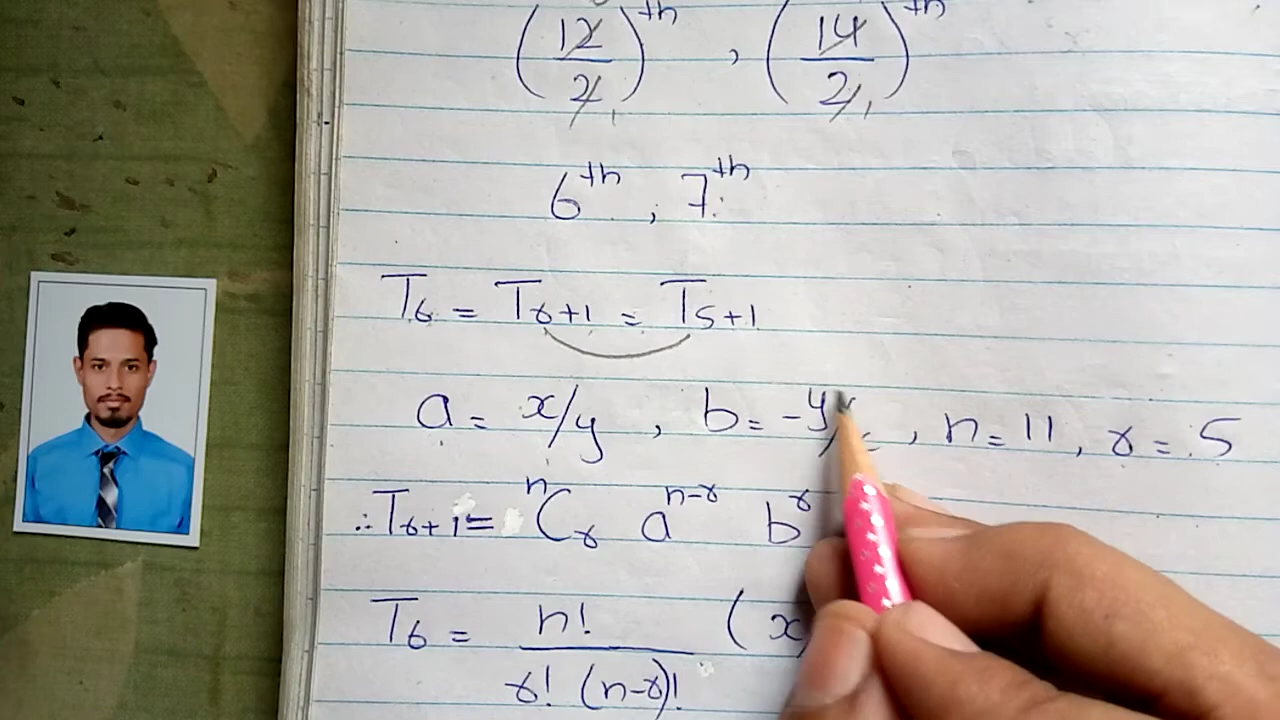 (12/2)th , (14/2)th
6th , 7th
T6 = Tr+1 = T5+1
a = x/y , b = -y/ , n = 11 , r = 5
∴ Tr+1 = nCr a^n-r b^r
T6 = n!/r! (n-r)! (x